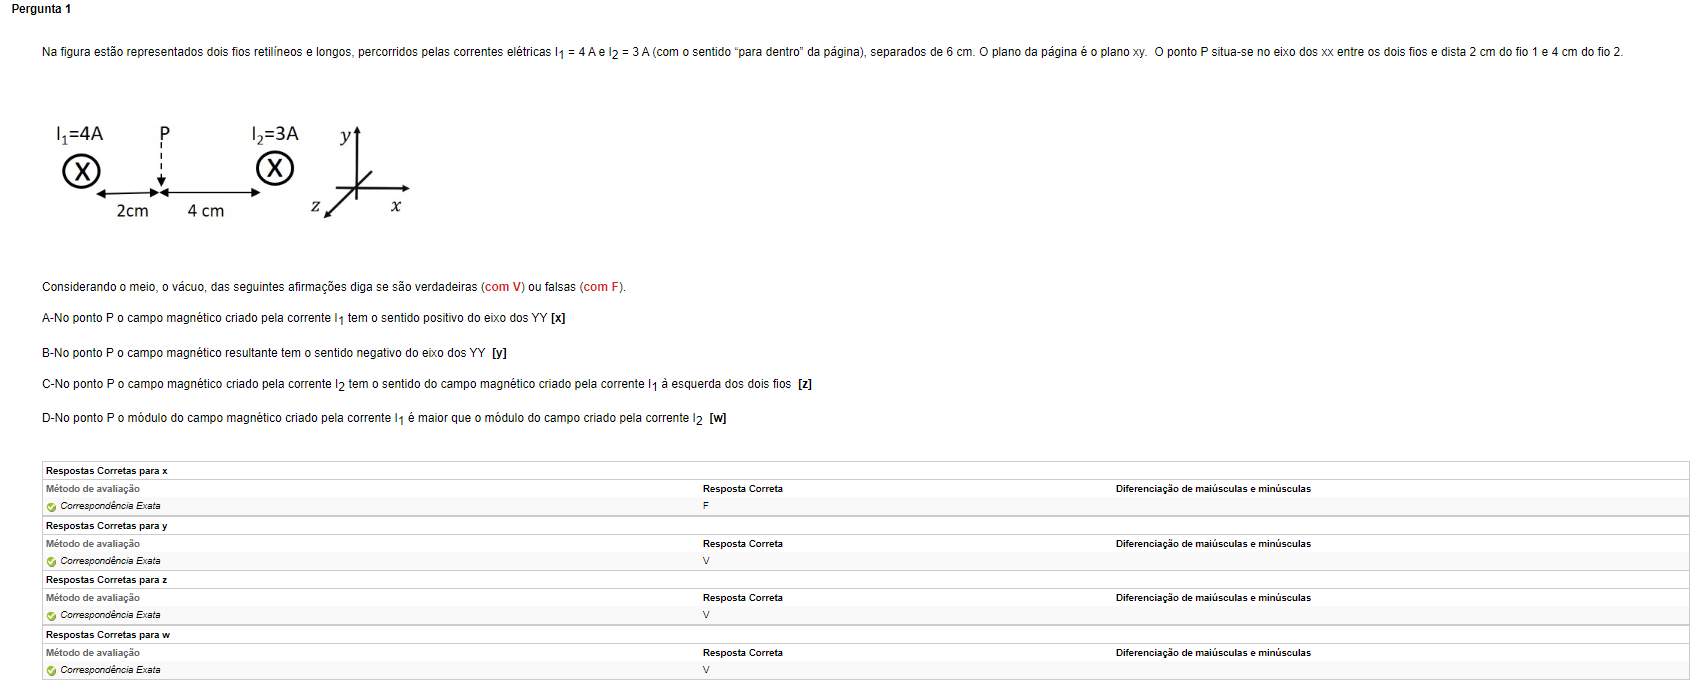 Pergunta 1
Na figura estão representados dois fios retilíneos e longos, percorridos pelas correntes elétricas I1 = 4 A e I2 = 3 A (com o sentido “para dentro” da página), separados de 6 cm. O plano da página é o plano xy. O ponto P situa-se no eixo dos xx entre os dois fios e dista 2 cm do fio 1 e 4 cm do fio 2.
I1=4A P I2=3A y
X X
z x
2cm 4 cm
Considerando o meio, o vácuo, das seguintes afirmações diga se são verdadeiras (com V) ou falsas (com F).
A-No ponto P o campo magnético criado pela corrente I1 tem o sentido positivo do eixo dos YY [x]
B-No ponto P o campo magnético resultante tem o sentido negativo do eixo dos YY [y]
C-No ponto P o campo magnético criado pela corrente I2 tem o sentido do campo magnético criado pela corrente I1 à esquerda dos dois fios [z]
D-No ponto P o módulo do campo magnético criado pela corrente I1 é maior que o módulo do campo criado pela corrente I2 [w]
Respostas Corretas para x
Método de avaliação Resposta Correta Diferenciação de maiúsculas e minúsculas
Correspondência Exata F
Respostas Corretas para y
Método de avaliação Resposta Correta Diferenciação de maiúsculas e minúsculas
Correspondência Exata V
Respostas Corretas para z
Método de avaliação Resposta Correta Diferenciação de maiúsculas e minúsculas
Correspondência Exata V
Respostas Corretas para w
Método de avaliação Resposta Correta Diferenciação de maiúsculas e minúsculas
Correspondência Exata V